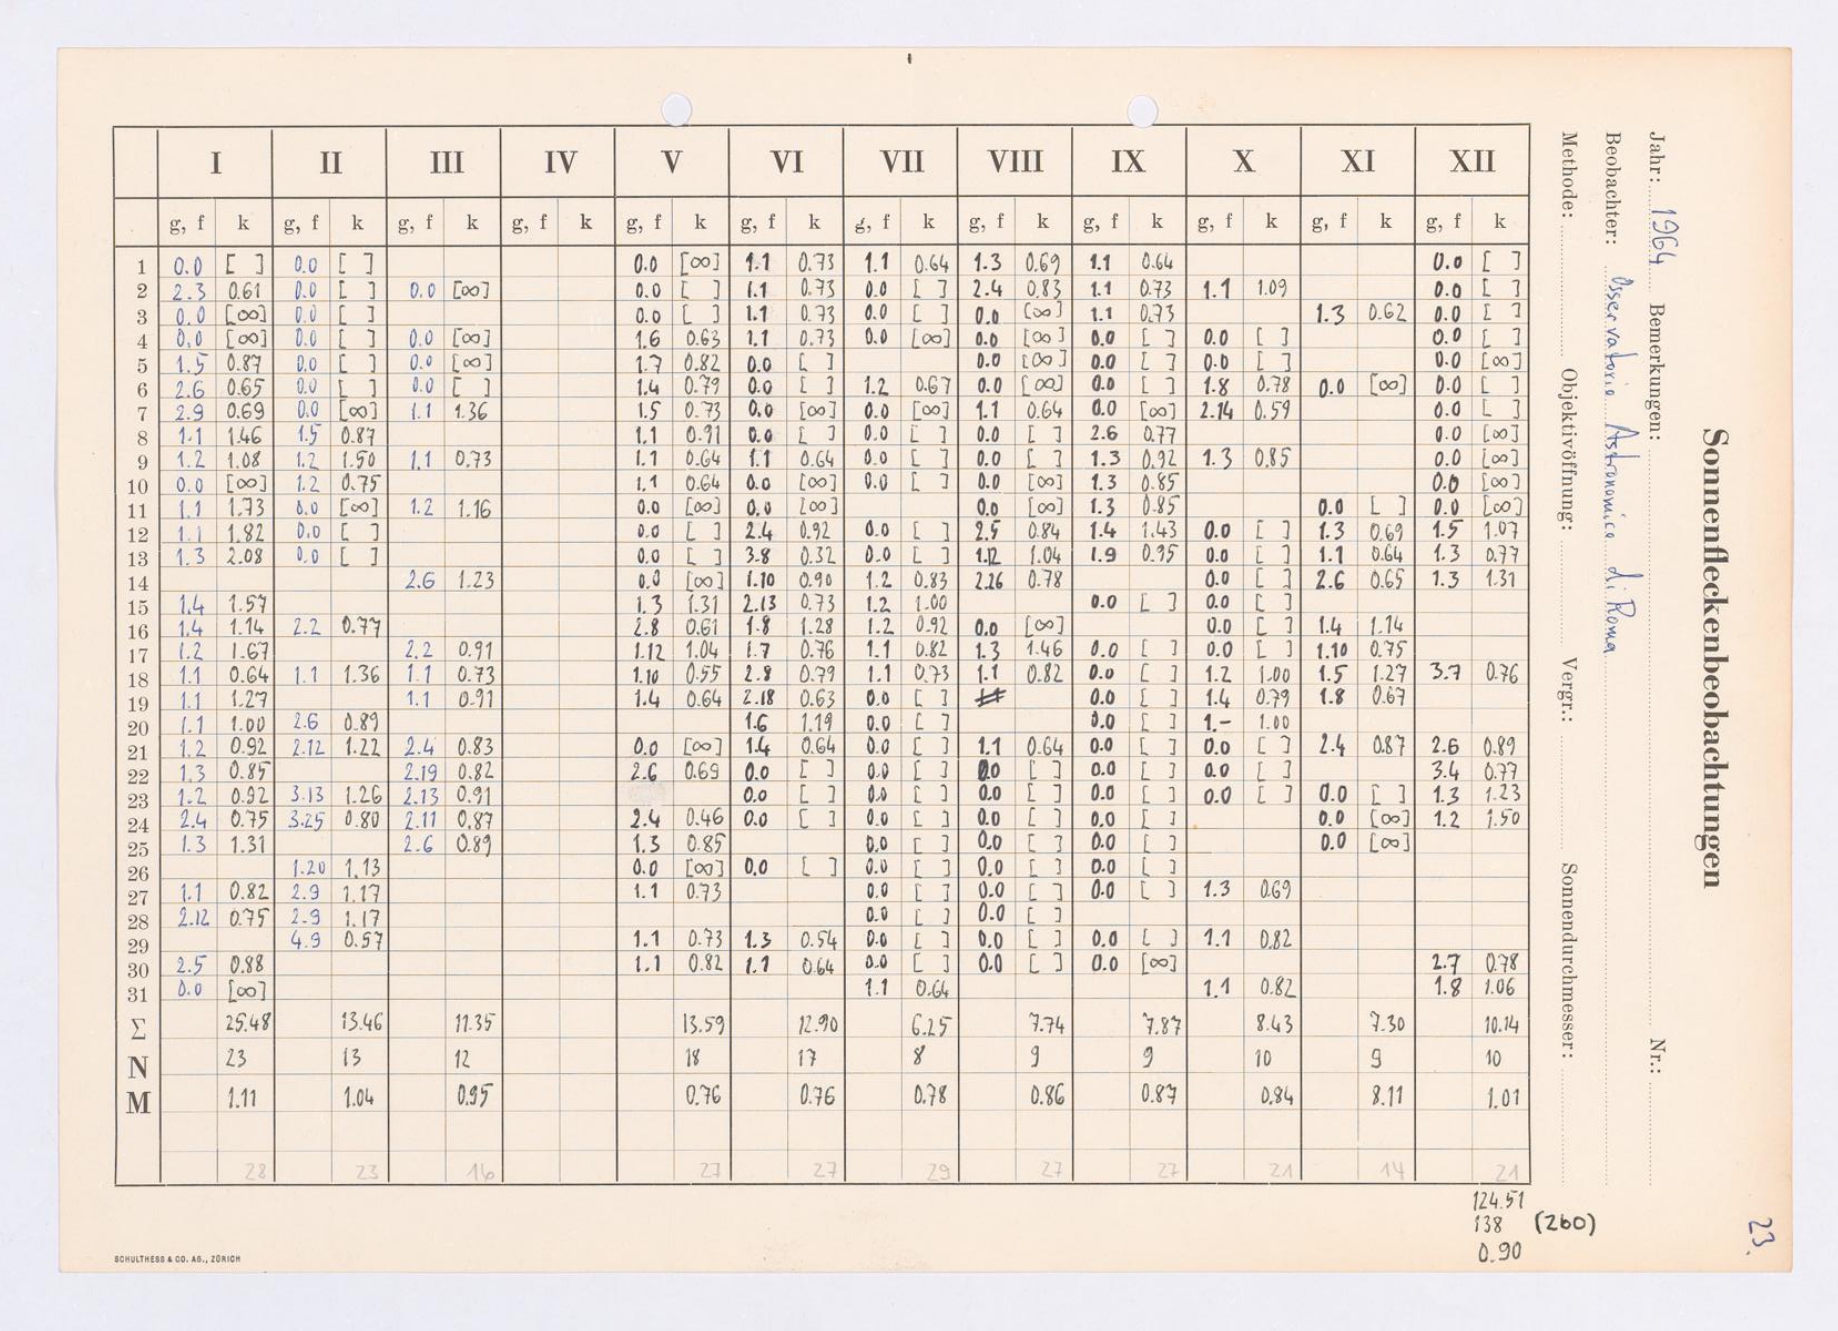 Sonnenfleckenbeobachtungen
Jahr: 1964 Bemerkungen: Nr.:
Beobachter: Osservatorio Astronomico di Roma
Methode: Objektivöffnung: Vergr.: Sonnendurchmesser:
I II III IV V VI VII VIII IX X XI XII
g, f k g, f k g, f k g, f k g, f k g, f k g, f k g, f k g, f k g, f k g, f k g, f k
1 0.0 [ ] 0.0 [ ] 0.0 [∞] 1.1 0.73 1.1 0.64 1.3 0.69 1.1 0.64 0.0 [ ]
2 2.3 0.61 0.0 [ ] 0.0 [∞] 0.0 [ ] 1.1 0.73 0.0 [ ] 2.4 0.83 1.1 0.73 1.1 1.09 0.0 [ ]
3 0.0 [∞] 0.0 [ ] 0.0 [ ] 1.1 0.73 0.0 [ ] 0.0 [∞] 1.1 0.73 1.3 0.62 0.0 [ ]
4 0.0 [∞] 0.0 [ ] 0.0 [∞] 1.6 0.63 1.1 0.73 0.0 [∞] 0.0 [∞] 0.0 [ ] 0.0 [ ] 0.0 [ ]
5 1.5 0.87 0.0 [ ] 0.0 [∞] 1.7 0.82 0.0 [ ] 0.0 [∞] 0.0 [ ] 0.0 [ ] 0.0 [∞]
6 2.6 0.65 0.0 [ ] 0.0 [ ] 1.4 0.79 0.0 [ ] 1.2 0.67 0.0 [∞] 0.0 [ ] 1.8 0.78 0.0 [∞] 0.0 [ ]
7 2.9 0.69 0.0 [∞] 1.1 1.36 1.5 0.73 0.0 [∞] 0.0 [∞] 1.1 0.64 0.0 [∞] 2.14 0.59 0.0 [ ]
8 1.1 1.46 1.5 0.87 1.1 0.91 0.0 [ ] 0.0 [ ] 0.0 [ ] 2.6 0.77 0.0 [∞]
9 1.2 1.08 1.2 1.50 1.1 0.73 1.1 0.64 1.1 0.64 0.0 [ ] 0.0 [ ] 1.3 0.92 1.3 0.85 0.0 [∞]
10 0.0 [∞] 1.2 0.75 1.1 0.64 0.0 [∞] 0.0 [ ] 0.0 [∞] 1.3 0.85 0.0 [∞]
11 1.1 1.73 0.0 [∞] 1.2 1.16 0.0 [∞] 0.0 [∞] 0.0 [∞] 1.3 0.85 0.0 [ ] 0.0 [∞]
12 1.1 1.82 0.0 [ ] 0.0 [ ] 2.4 0.92 0.0 [ ] 2.5 0.84 1.4 1.43 0.0 [ ] 1.3 0.69 1.5 1.07
13 1.3 2.08 0.0 [ ] 0.0 [ ] 3.8 0.32 0.0 [ ] 1.12 1.04 1.9 0.95 0.0 [ ] 1.1 0.64 1.3 0.77
14 2.6 1.23 0.0 [∞] 1.10 0.90 1.2 0.83 2.26 0.78 0.0 [ ] 2.6 0.65 1.3 1.31
15 1.4 1.57 1.3 1.31 2.13 0.73 1.2 1.00 0.0 [ ] 0.0 [ ]
16 1.4 1.14 2.2 0.77 2.8 0.61 1.8 1.28 1.2 0.92 0.0 [∞] 0.0 [ ] 1.4 1.14
17 1.2 1.67 2.2 0.91 1.12 1.04 1.7 0.76 1.1 0.82 1.3 1.46 0.0 [ ] 0.0 [ ] 1.10 0.75
18 1.1 0.64 1.1 1.36 1.1 0.73 1.10 0.55 2.8 0.79 1.1 0.73 1.1 0.82 0.0 [ ] 1.2 1.00 1.5 1.27 3.7 0.76
19 1.1 1.27 1.1 0.91 1.4 0.64 2.18 0.63 0.0 [ ] 0.0 [ ] 1.4 0.79 1.8 0.67
20 1.1 1.00 2.6 0.89 1.6 1.19 0.0 [ ] 0.0 [ ] 1.- 1.00
21 1.2 0.92 2.12 1.22 2.4 0.83 0.0 [∞] 1.4 0.64 0.0 [ ] 1.1 0.64 0.0 [ ] 0.0 [ ] 2.4 0.87 2.6 0.89
22 1.3 0.85 2.19 0.82 2.6 0.69 0.0 [ ] 0.0 [ ] 0.0 [ ] 0.0 [ ] 0.0 [ ] 3.4 0.77
23 1.2 0.92 3.13 1.26 2.13 0.91 0.0 [ ] 0.0 [ ] 0.0 [ ] 0.0 [ ] 0.0 [ ] 0.0 [ ] 1.3 1.23
24 2.4 0.75 3.25 0.80 2.11 0.87 2.4 0.46 0.0 [ ] 0.0 [ ] 0.0 [ ] 0.0 [ ] 0.0 [∞] 1.2 1.50
25 1.3 1.31 2.6 0.89 1.3 0.85 0.0 [ ] 0.0 [ ] 0.0 [ ] 0.0 [∞]
26 1.20 1.13 0.0 [∞] 0.0 [ ] 0.0 [ ] 0.0 [ ] 0.0 [ ]
27 1.1 0.82 2.9 1.17 1.1 0.73 0.0 [ ] 0.0 [ ] 0.0 [ ] 1.3 0.69
28 2.12 0.75 2.9 1.17 0.0 [ ] 0.0 [ ]
29 4.9 0.57 1.1 0.73 1.3 0.54 0.0 [ ] 0.0 [ ] 0.0 [ ] 1.1 0.82
30 2.5 0.88 1.1 0.82 1.1 0.64 0.0 [ ] 0.0 [ ] 0.0 [∞] 2.7 0.78
31 0.0 [∞] 1.1 0.64 1.1 0.82 1.8 1.06
Σ 25.48 13.46 11.35 13.59 12.90 6.25 7.74 7.87 8.43 7.30 10.14
N 23 13 12 18 17 8 9 9 10 9 10
M 1.11 1.04 0.95 0.76 0.76 0.78 0.86 0.87 0.84 8.11 1.01
28 23 16 27 27 29 27 27 21 14 21
124.51
138 (260)
0.90
23.
SCHULTHESS & CO. AG., ZÜRICH